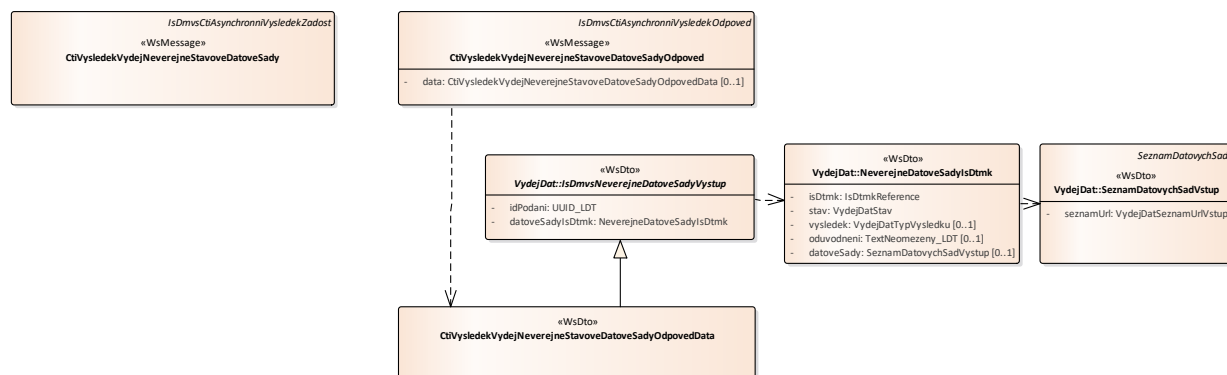 IsDmvsCtiAsynchronniVysledekZadost
«WsMessage»
CtiVysledekVydejNeverejneStavoveDatoveSady
IsDmvsCtiAsynchronniVysledekOdpoved
«WsMessage»
CtiVysledekVydejNeverejneStavoveDatoveSadyOdpoved
- data: CtiVysledekVydejNeverejneStavoveDatoveSadyOdpovedData [0..1]
«WsDto»
VydejDat::IsDmvsNeverejneDatoveSadyVystup
- idPodani: UUID_LDT
- datoveSadyIsDtmk: NeverejneDatoveSadyIsDtmk
«WsDto»
VydejDat::NeverejneDatoveSadyIsDtmk
- isDtmk: IsDtmkReference
- stav: VydejDatStav
- vysledek: VydejDatTypVysledku [0..1]
- oduvodneni: TextNeomezeny_LDT [0..1]
- datoveSady: SeznamDatovychSadVystup [0..1]
SeznamDatovychSad
«WsDto»
VydejDat::SeznamDatovychSadVstup
- seznamUrl: VydejDatSeznamUrlVstup
«WsDto»
CtiVysledekVydejNeverejneStavoveDatoveSadyOdpovedData